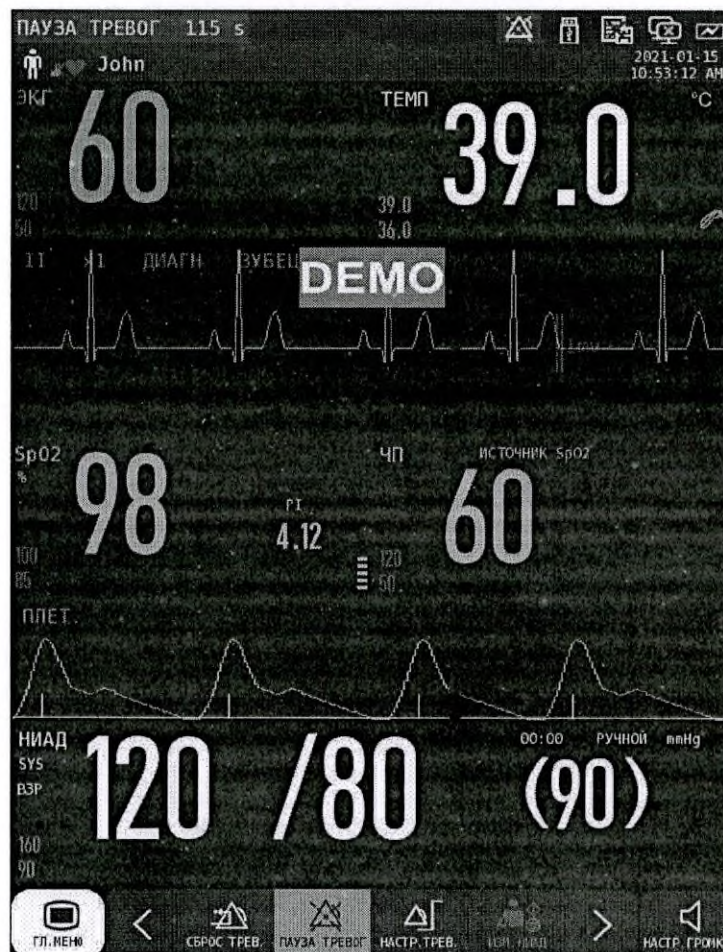 ПАУЗА ТРЕВОГ 115 s
John
2021-01-15
10:53:12 AM
ЭКГ 60
120
50
ТЕМП 39.0 °C
39.0
36.0
II x1 ДИАГН ЗУБЕЦ
DEMO
1mv
SpO2 98
%
100
85
PI
4.12
ЧП ИСТОЧНИК SpO2
60
120
50
ПЛЕТ.
НИАД 120 /80 (90)
SYS
ВЗР
160
90
00:00 РУЧНОЙ mmHg
ГЛ.МЕНЮ
СБРОС ТРЕВ.
ПАУЗА ТРЕВОГ
НАСТР.ТРЕВ.
НАСТР.ГРОМК